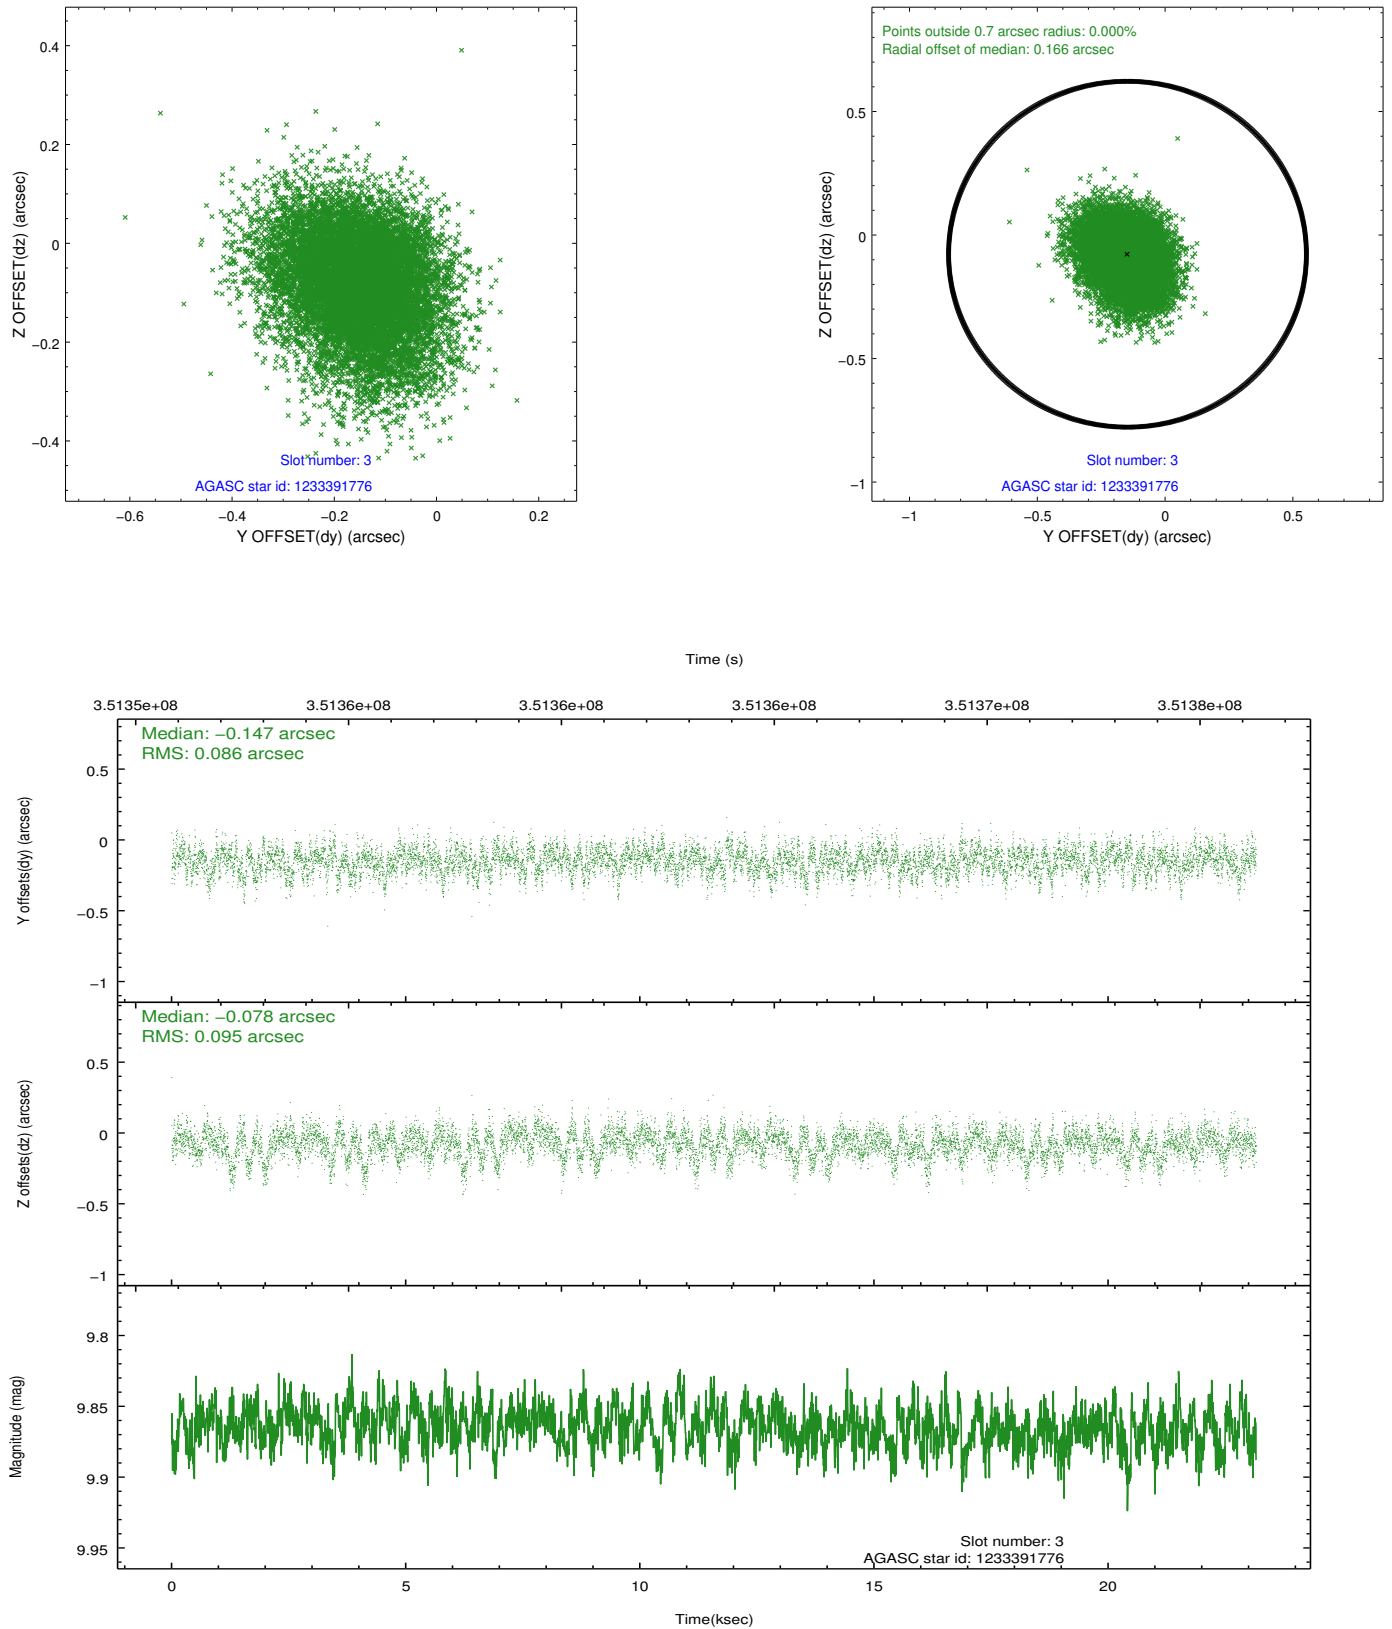 0.4
0.2
0
−0.2
−0.4
Z OFFSET(dz) (arcsec)
Slot number: 3
AGASC star id: 1233391776
−0.6
−0.4
−0.2
0
0.2
Y OFFSET(dy) (arcsec)
Points outside 0.7 arcsec radius: 0.000%
Radial offset of median: 0.166 arcsec
0.5
0
−0.5
−1
Z OFFSET(dz) (arcsec)
Slot number: 3
AGASC star id: 1233391776
−1
−0.5
0
0.5
Y OFFSET(dy) (arcsec)
Time (s)
3.5135e+08
3.5136e+08
3.5136e+08
3.5136e+08
3.5137e+08
3.5138e+08
Median: −0.147 arcsec
RMS: 0.086 arcsec
0.5
0
−0.5
−1
Y offsets(dy) (arcsec)
Median: −0.078 arcsec
RMS: 0.095 arcsec
0.5
0
−0.5
−1
Z offsets(dz) (arcsec)
9.8
9.85
9.9
9.95
Magnitude (mag)
Slot number: 3
AGASC star id: 1233391776
0
5
10
15
20
Time(ksec)